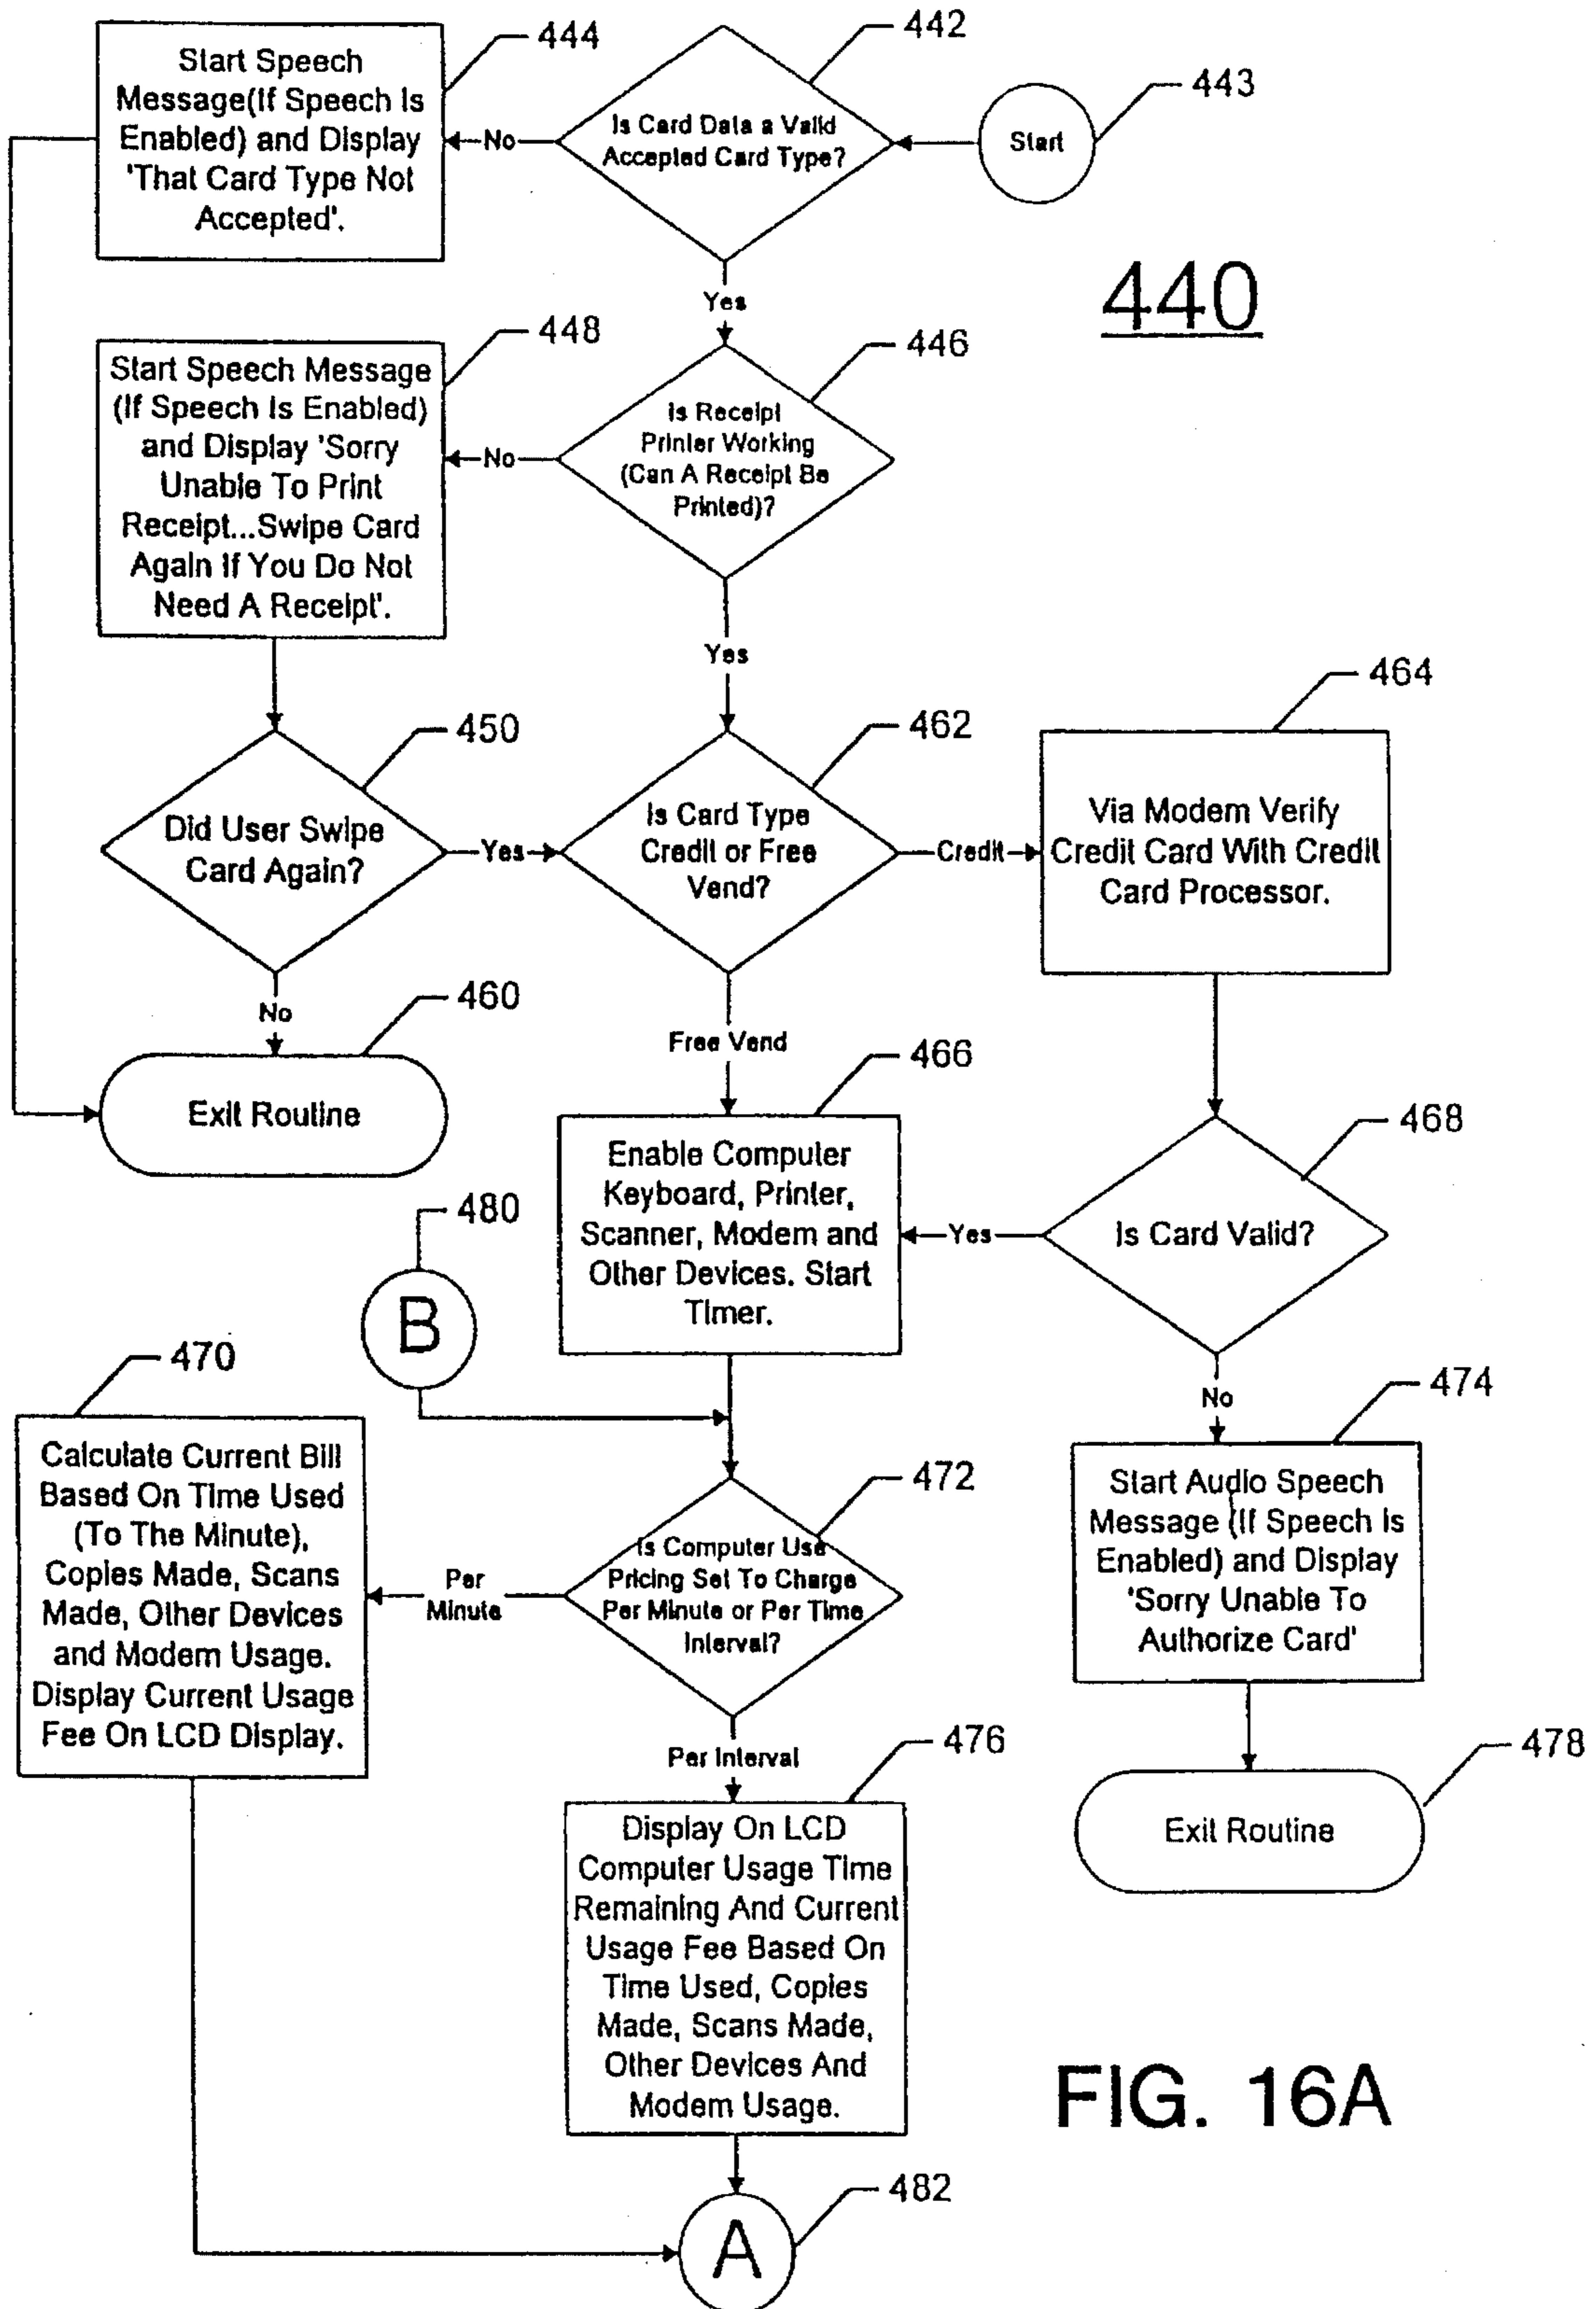 444
Start Speech
Message(If Speech Is
Enabled) and Display
'That Card Type Not
Accepted'.
No
442
Is Card Data a Valid
Accepted Card Type?
443
Start
440
Yes
448
Start Speech Message
(If Speech Is Enabled)
and Display 'Sorry
Unable To Print
Receipt...Swipe Card
Again If You Do Not
Need A Receipt'.
No
446
Is Receipt
Printer Working
(Can A Receipt Be
Printed)?
Yes
450
Did User Swipe
Card Again?
Yes
462
Is Card Type
Credit or Free
Vend?
Credit
464
Via Modem Verify
Credit Card With Credit
Card Processor.
No
460
Exit Routine
Free Vend
466
Enable Computer
Keyboard, Printer,
Scanner, Modem and
Other Devices. Start
Timer.
Yes
468
Is Card Valid?
480
B
470
Calculate Current Bill
Based On Time Used
(To The Minute),
Copies Made, Scans
Made, Other Devices
and Modem Usage.
Display Current Usage
Fee On LCD Display.
Per
Minute
472
Is Computer Use
Pricing Set To Charge
Per Minute or Per Time
Interval?
No
474
Start Audio Speech
Message (If Speech Is
Enabled) and Display
'Sorry Unable To
Authorize Card'
Per Interval
476
Display On LCD
Computer Usage Time
Remaining And Current
Usage Fee Based On
Time Used, Copies
Made, Scans Made,
Other Devices And
Modem Usage.
478
Exit Routine
482
A
FIG. 16A